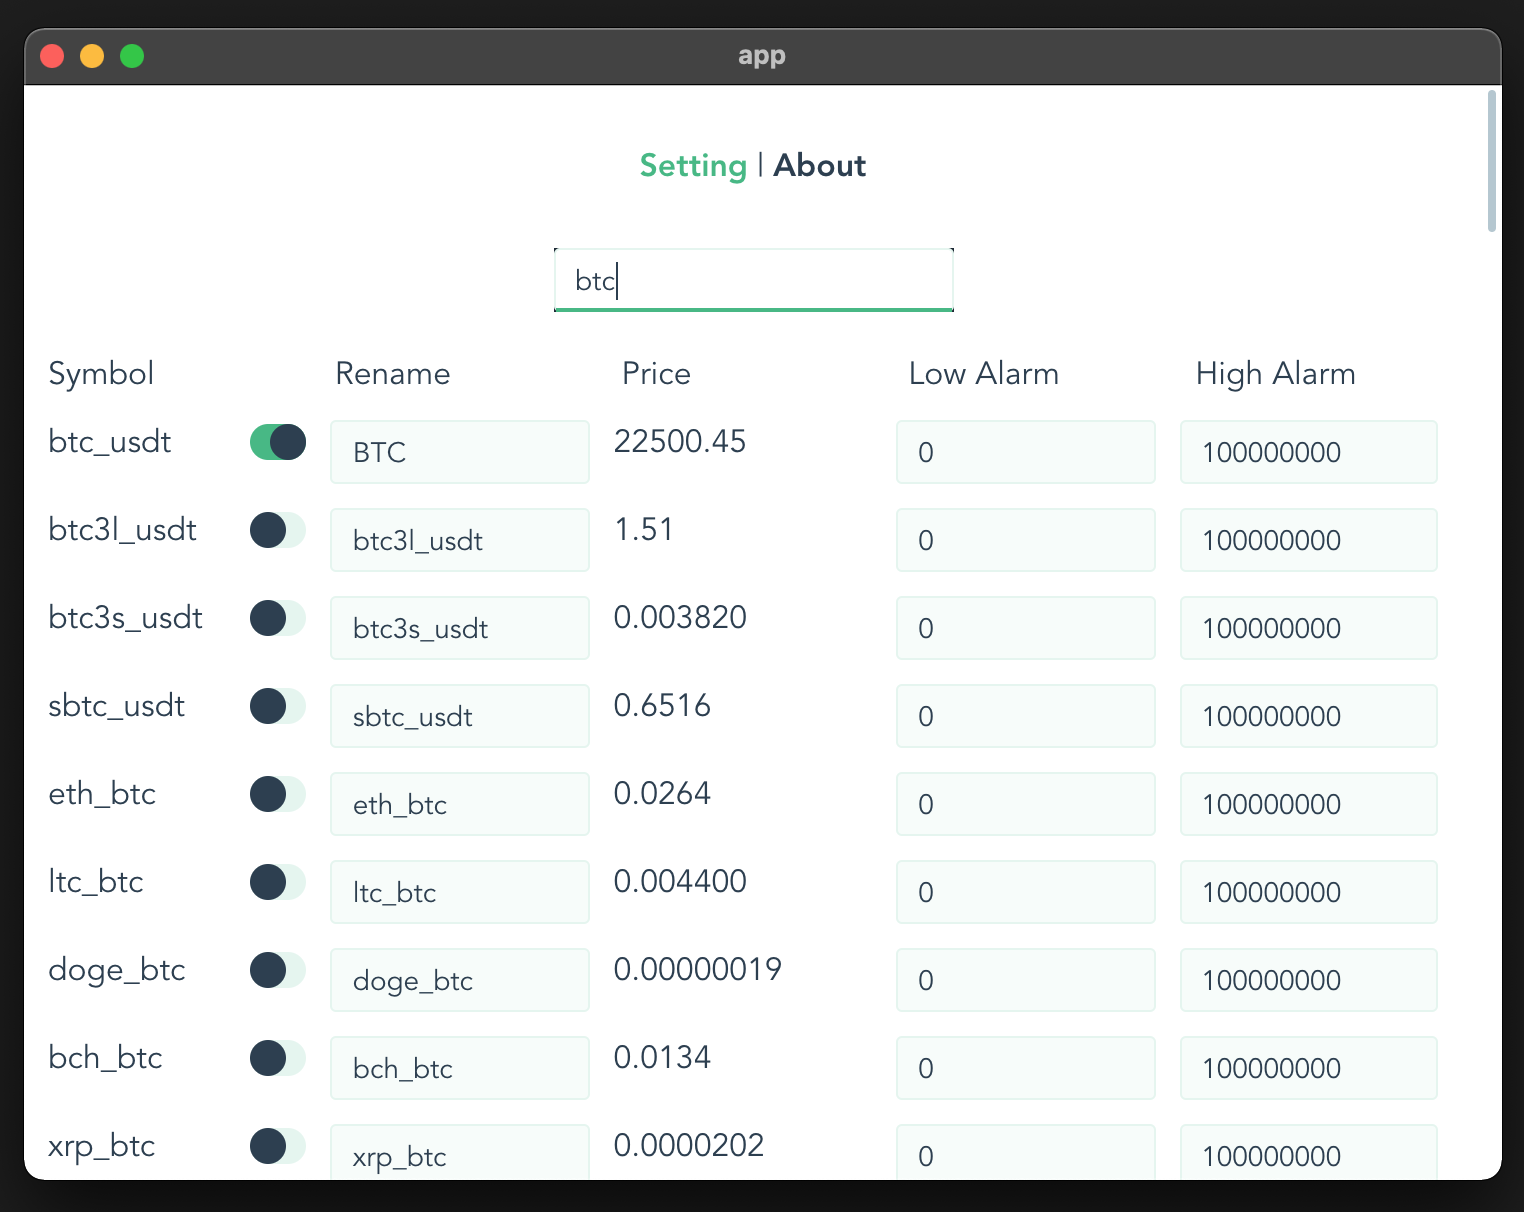 app
Setting | About
btc
Symbol Rename Price Low Alarm High Alarm
btc_usdt BTC 22500.45 0 100000000
btc3l_usdt btc3l_usdt 1.51 0 100000000
btc3s_usdt btc3s_usdt 0.003820 0 100000000
sbtc_usdt sbtc_usdt 0.6516 0 100000000
eth_btc eth_btc 0.0264 0 100000000
ltc_btc ltc_btc 0.004400 0 100000000
doge_btc doge_btc 0.00000019 0 100000000
bch_btc bch_btc 0.0134 0 100000000
xrp_btc xrp_btc 0.0000202 0 100000000